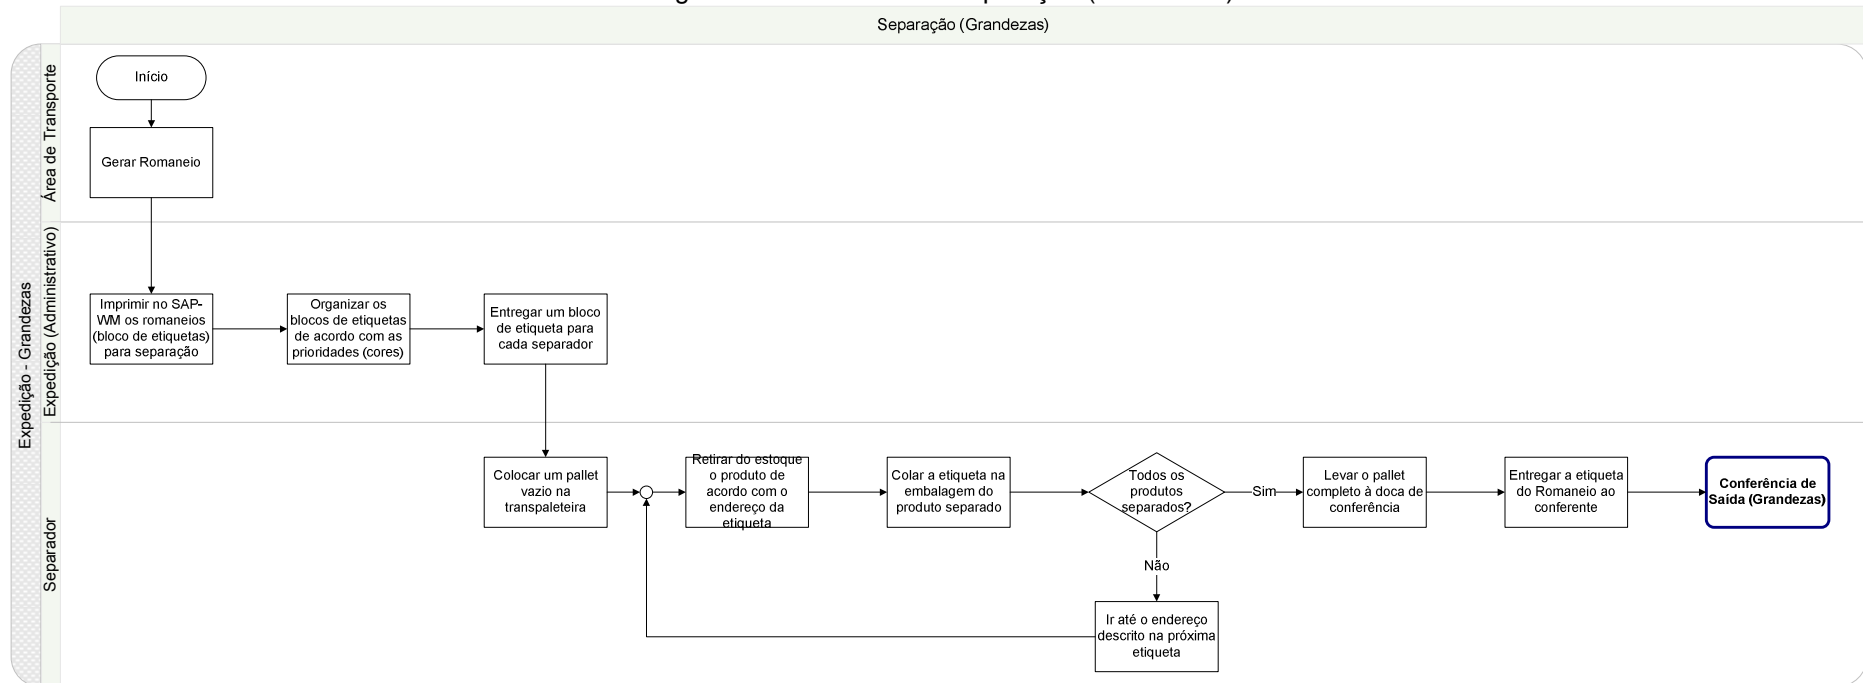 Separação (Grandezas)
Expedição - Grandezas
Área de Transporte
Início
Gerar Romaneio
Expedição (Administrativo)
Imprimir no SAP-
WM os romaneios
(bloco de etiquetas)
para separação
Organizar os
blocos de etiquetas
de acordo com as
prioridades (cores)
Entregar um bloco
de etiqueta para
cada separador
Separador
Colocar um pallet
vazio na
transpaleteira
Retirar do estoque
o produto de
acordo com o
endereço da
etiqueta
Colar a etiqueta na
embalagem do
produto separado
Todos os
produtos
separados?
Sim
Levar o pallet
completo à doca de
conferência
Entregar a etiqueta
do Romaneio ao
conferente
Conferência de
Saída (Grandezas)
Não
Ir até o endereço
descrito na próxima
etiqueta